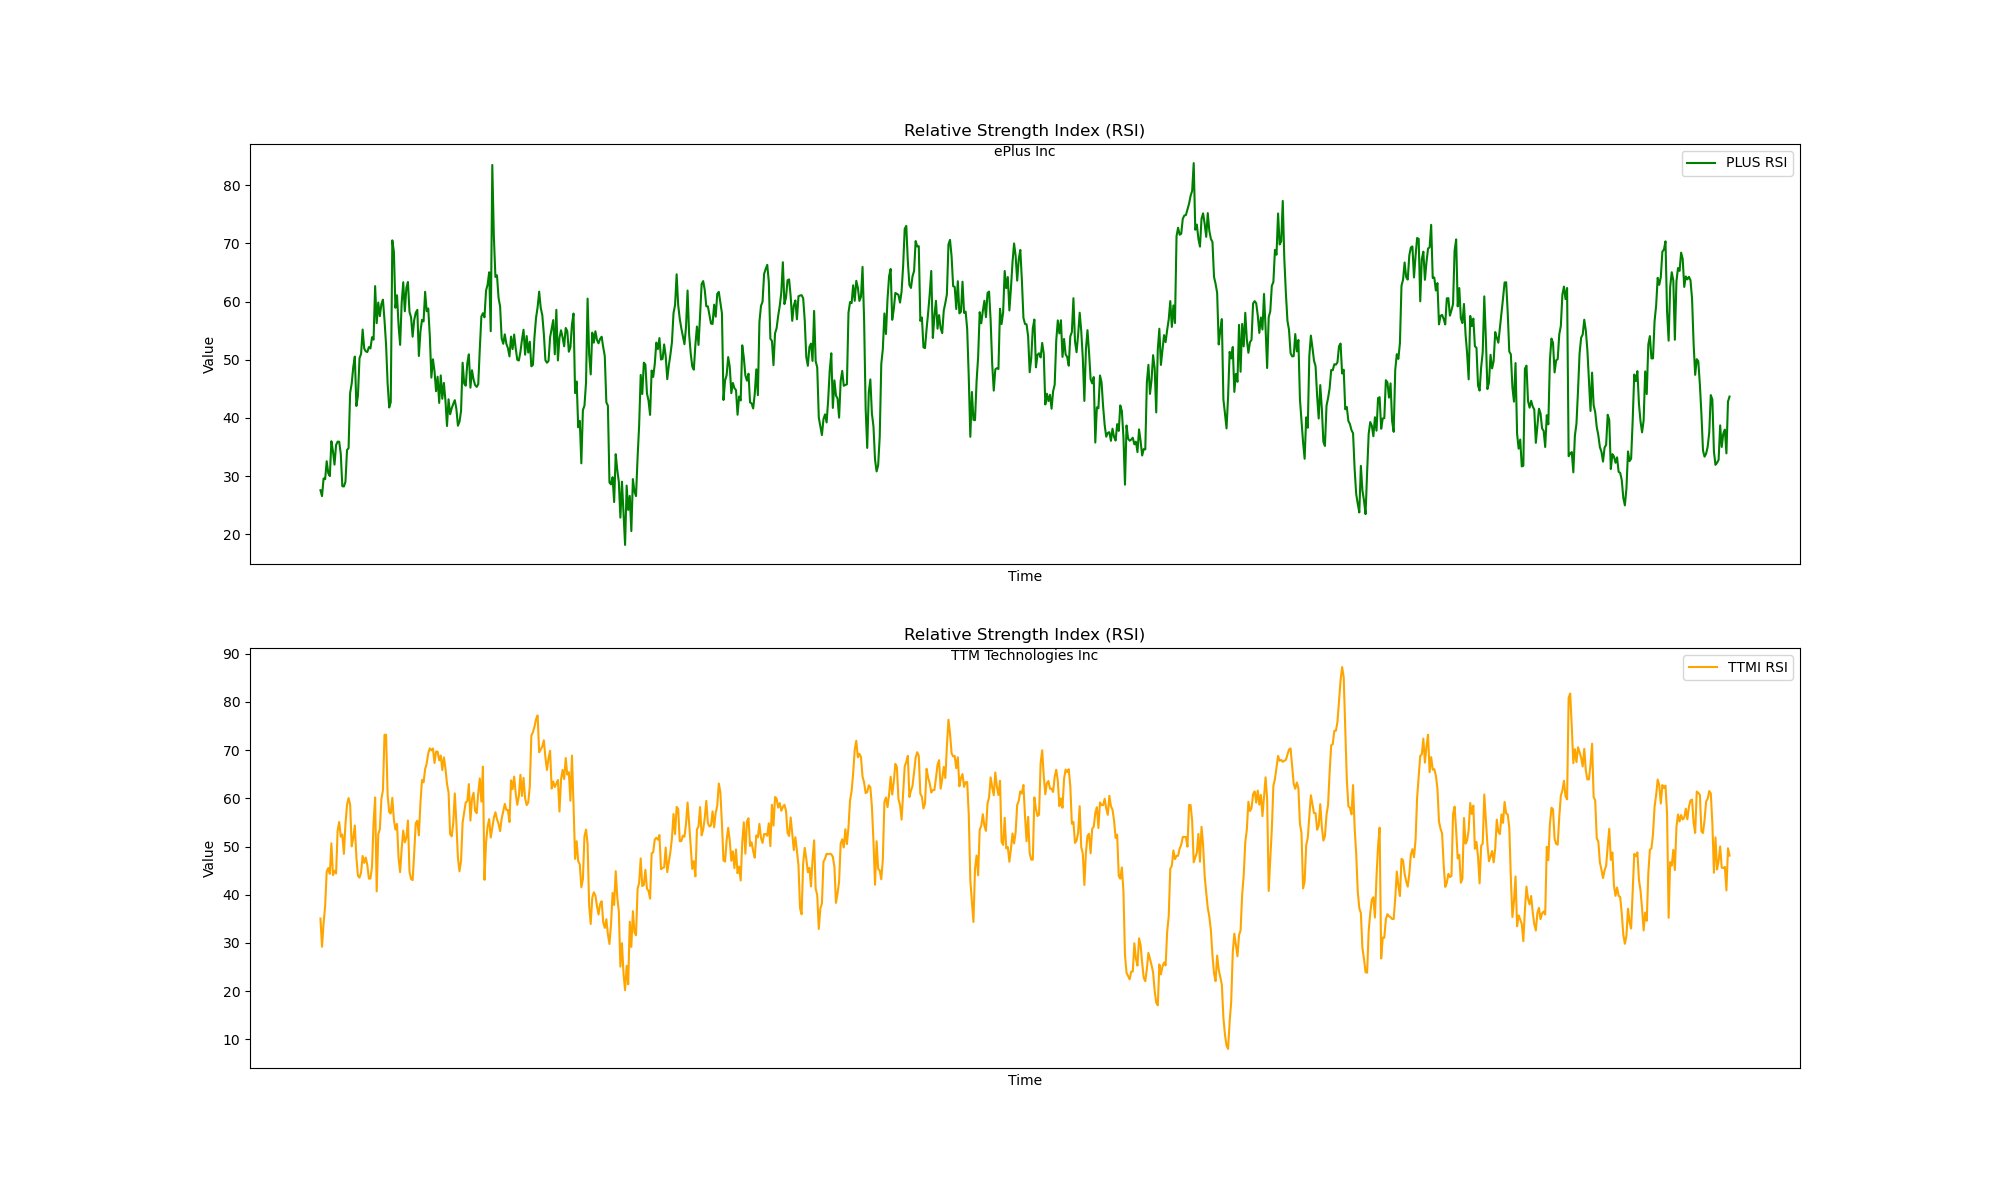 Relative Strength Index (RSI)
ePlus Inc
PLUS RSI
80
70
60
50
40
30
20
Value
Time
Relative Strength Index (RSI)
TTM Technologies Inc
TTMI RSI
90
80
70
60
50
40
30
20
10
Value
Time